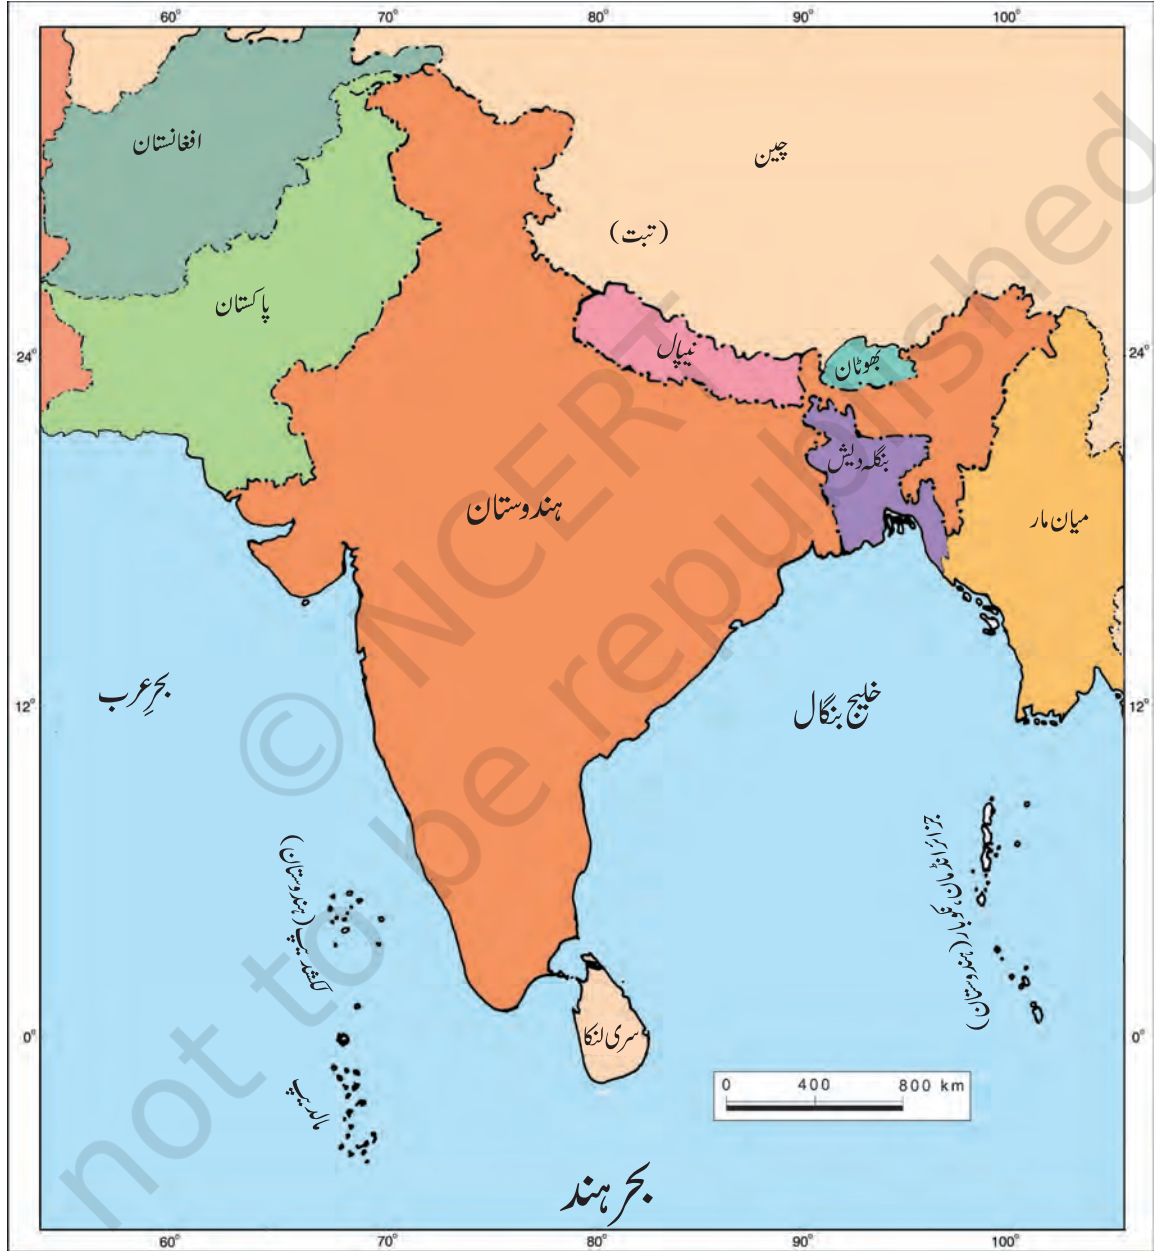 60° 70° 80° 90° 100°
افغانستان
چین
(تبت)
پاکستان
24° 24°
نیپال
بھوٹان
بنگلہ دیش
ہندوستان
میان مار
بحرِ عرب
خلیج بنگال
12° 12°
لکشدیپ (ہندوستان)
جزائر انڈمان، نکوبار (ہندوستان)
0° 0°
سری لنکا
مالدیپ
0 400 800 km
بحر ہند
60° 70° 80° 90° 100°
© NCERT
not to be republished